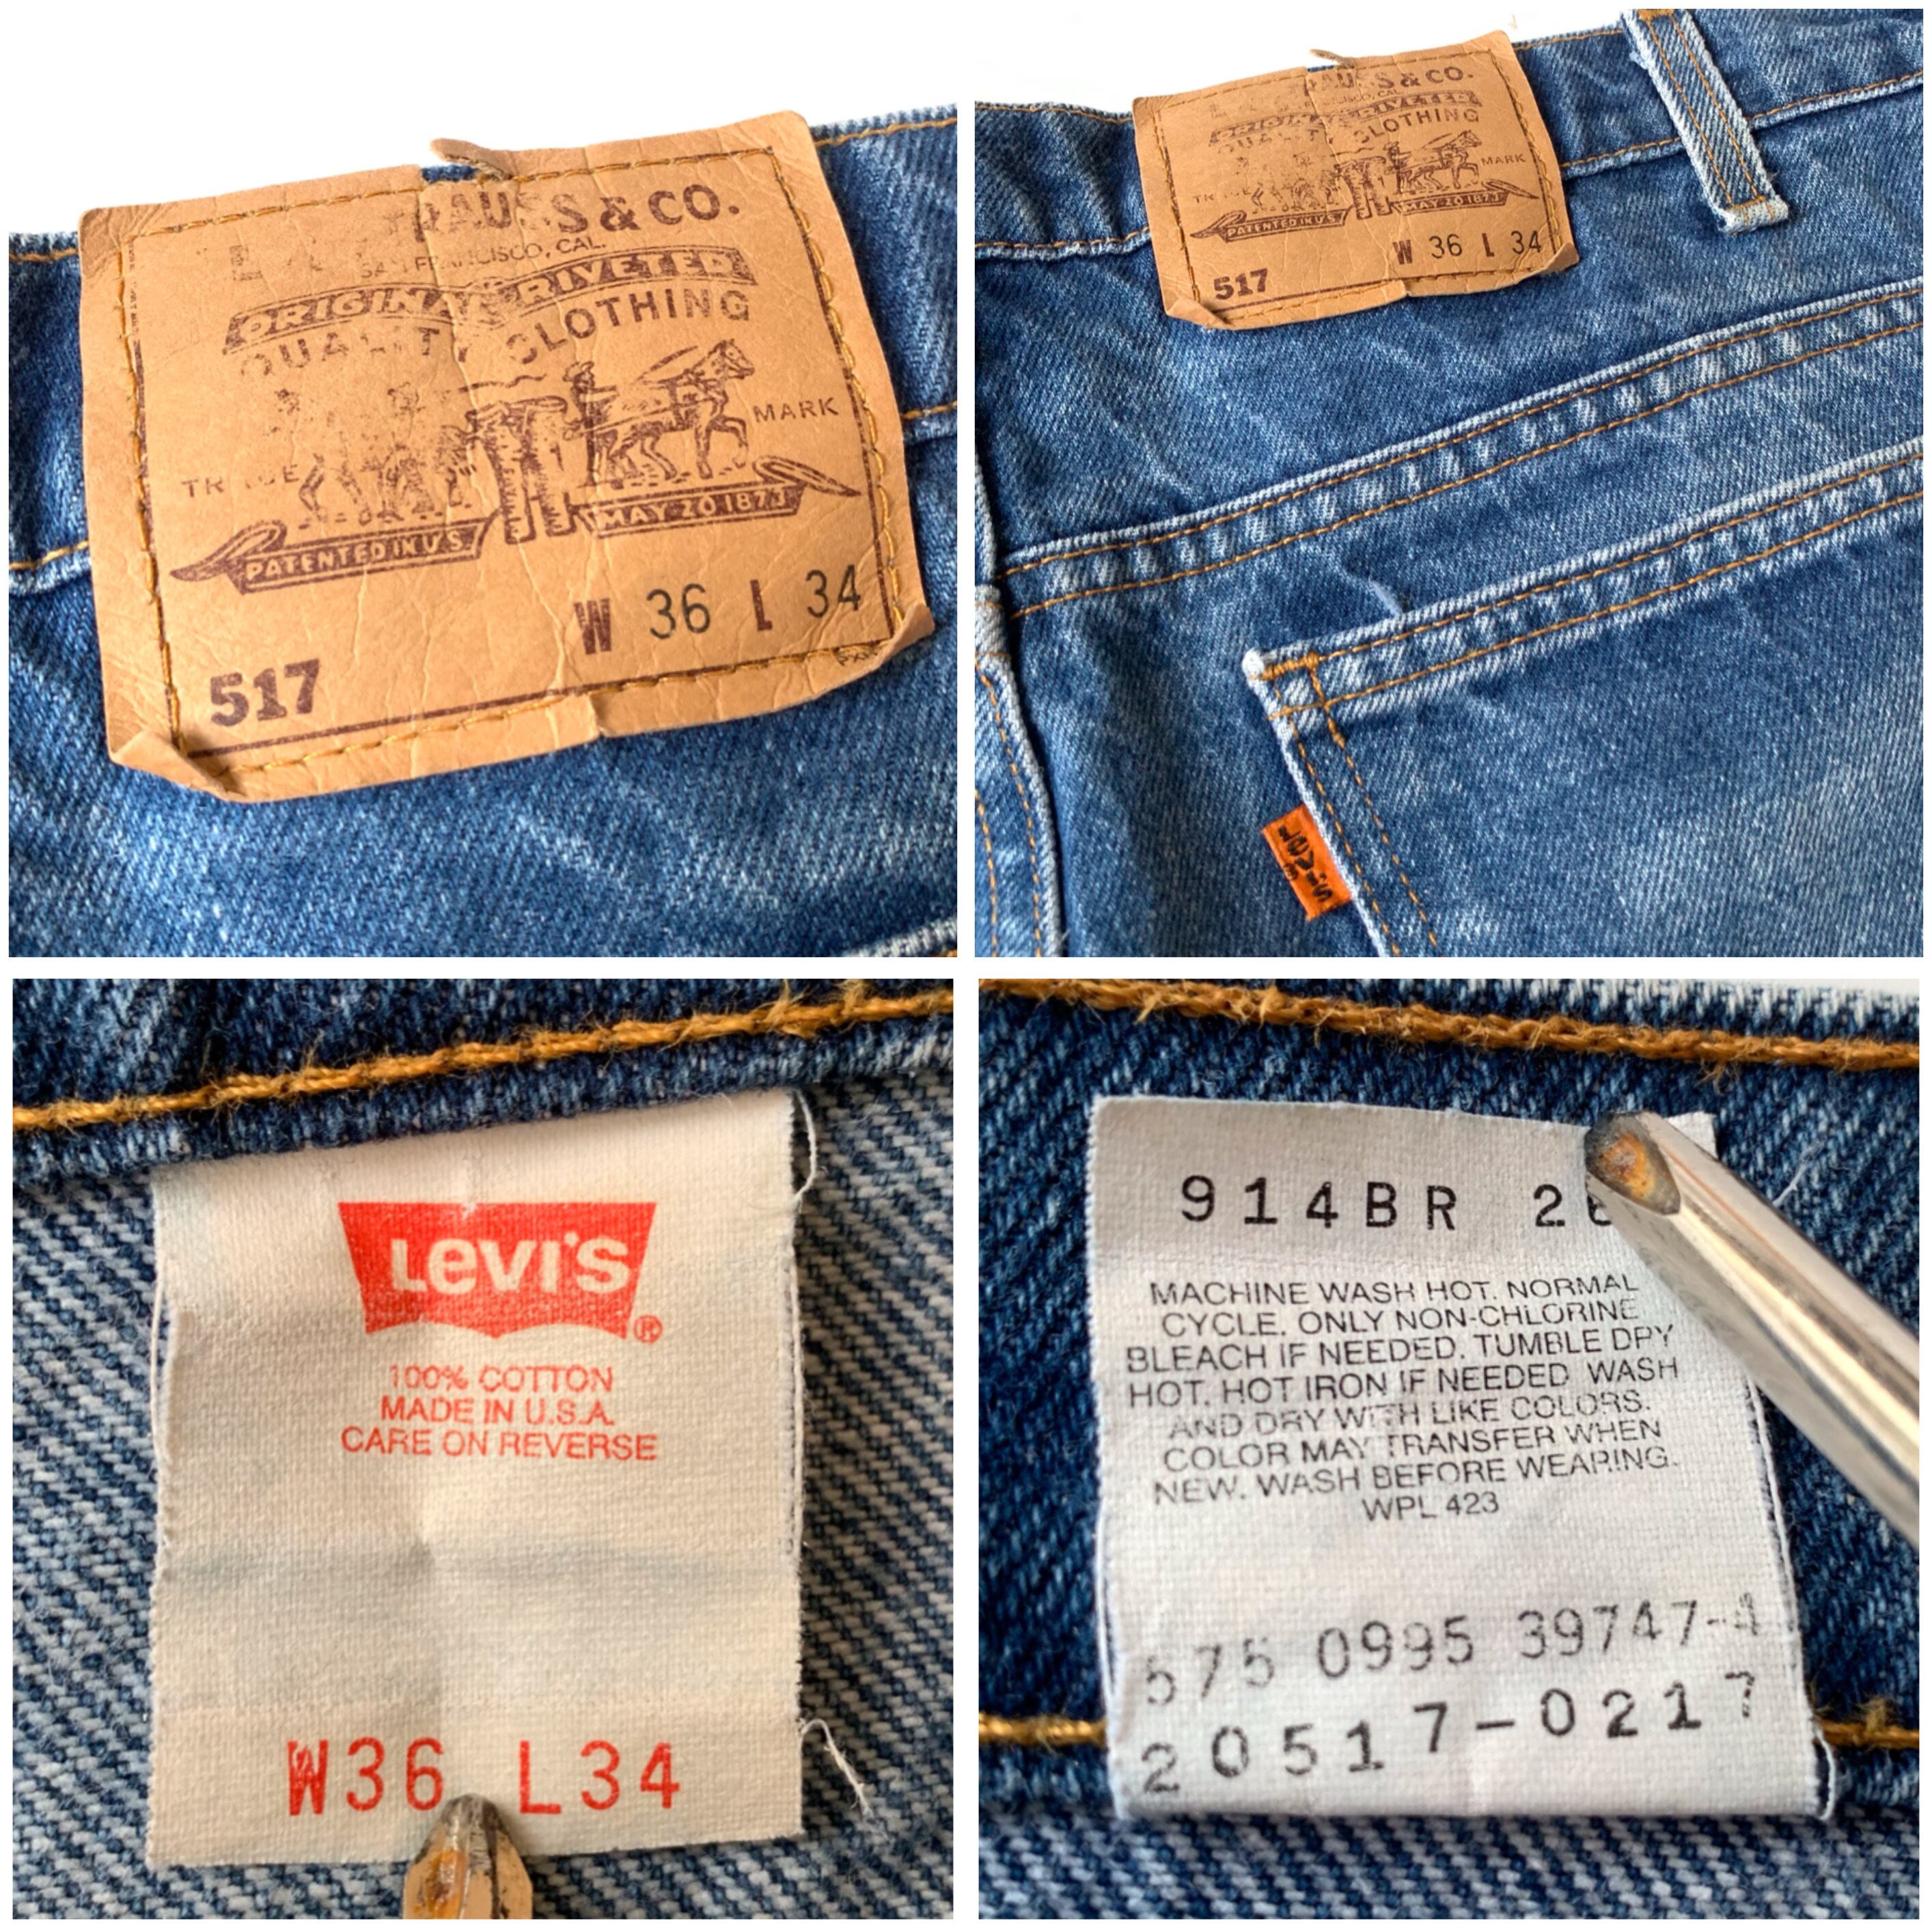 RAUSS & CO.
SAN FRANCISCO, CAL.
ORIGINAL RIVETED
QUALITY CLOTHING
TRADE MARK
PATENTED IN U.S. MAY 20 1873
W 36 L 34
517
S & CO.
ORIGINAL RIVETED
CLOTHING
MARK
PATENTED IN U.S. MAY 20 1873
W 36 L 34
517
LEVI'S
LEVI'S ®
100% COTTON
MADE IN U.S.A.
CARE ON REVERSE
W36 L34
914BR 26
MACHINE WASH HOT. NORMAL
CYCLE. ONLY NON-CHLORINE
BLEACH IF NEEDED. TUMBLE DRY
HOT. HOT IRON IF NEEDED. WASH
AND DRY WITH LIKE COLORS.
COLOR MAY TRANSFER WHEN
NEW. WASH BEFORE WEARING.
WPL 423
575 0995 39747-4
20517-0217